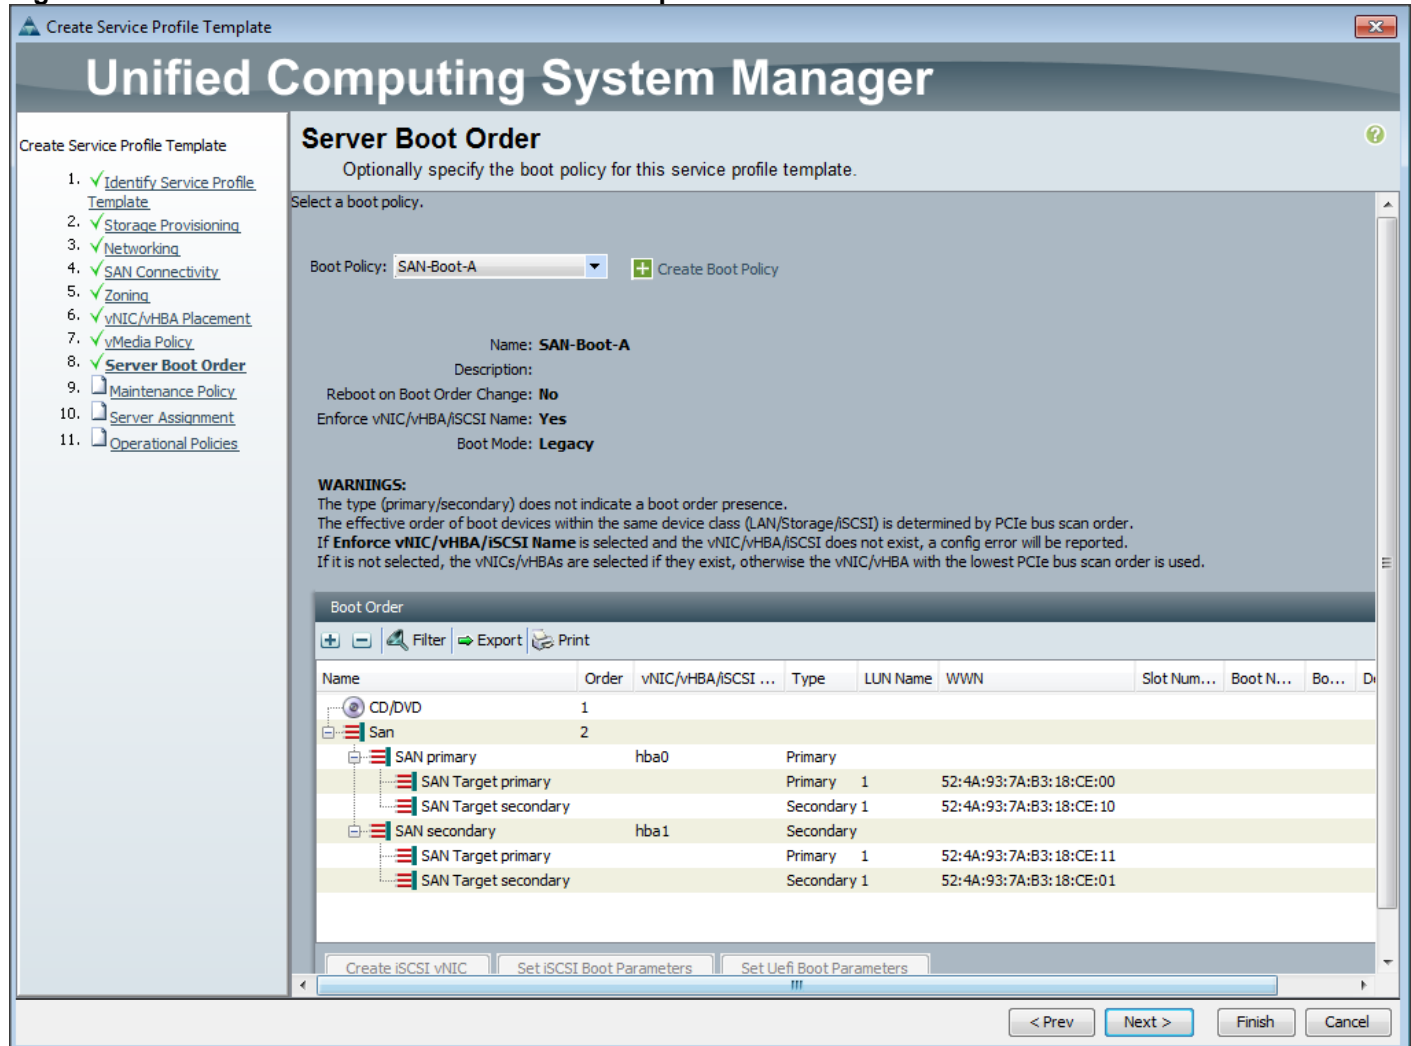 Create Service Profile Template
Unified Computing System Manager
Create Service Profile Template
1. Identify Service Profile
Template
2. Storage Provisioning
3. Networking
4. SAN Connectivity
5. Zoning
6. vNIC/vHBA Placement
7. vMedia Policy
8. Server Boot Order
9. Maintenance Policy
10. Server Assignment
11. Operational Policies
Server Boot Order
Optionally specify the boot policy for this service profile template.
Select a boot policy.
Boot Policy: SAN-Boot-A Create Boot Policy
Name: SAN-Boot-A
Description:
Reboot on Boot Order Change: No
Enforce vNIC/vHBA/iSCSI Name: Yes
Boot Mode: Legacy
WARNINGS:
The type (primary/secondary) does not indicate a boot order presence.
The effective order of boot devices within the same device class (LAN/Storage/iSCSI) is determined by PCIe bus scan order.
If Enforce vNIC/vHBA/iSCSI Name is selected and the vNIC/vHBA/iSCSI does not exist, a config error will be reported.
If it is not selected, the vNICs/vHBAs are selected if they exist, otherwise the vNIC/vHBA with the lowest PCIe bus scan order is used.
Boot Order
Filter Export Print
Name Order vNIC/vHBA/iSCSI ... Type LUN Name WWN Slot Num... Boot N... Bo...
CD/DVD 1
San 2
SAN primary hba0 Primary
SAN Target primary Primary 1 52:4A:93:7A:B3:18:CE:00
SAN Target secondary Secondary 1 52:4A:93:7A:B3:18:CE:10
SAN secondary hba1 Secondary
SAN Target primary Primary 1 52:4A:93:7A:B3:18:CE:11
SAN Target secondary Secondary 1 52:4A:93:7A:B3:18:CE:01
Create iSCSI vNIC Set iSCSI Boot Parameters Set Uefi Boot Parameters
< Prev Next > Finish Cancel